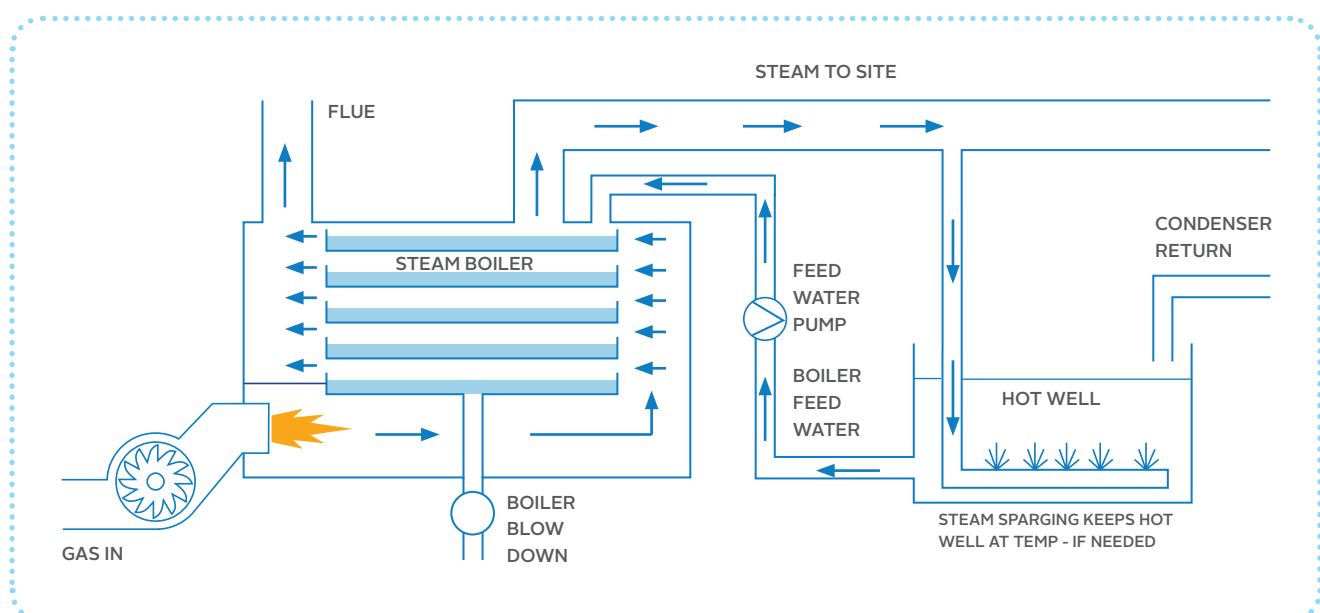 STEAM TO SITE
FLUE
CONDENSER
RETURN
STEAM BOILER
FEED
WATER
PUMP
BOILER
FEED
WATER
HOT WELL
BOILER
BLOW
DOWN
STEAM SPARGING KEEPS HOT
WELL AT TEMP - IF NEEDED
GAS IN